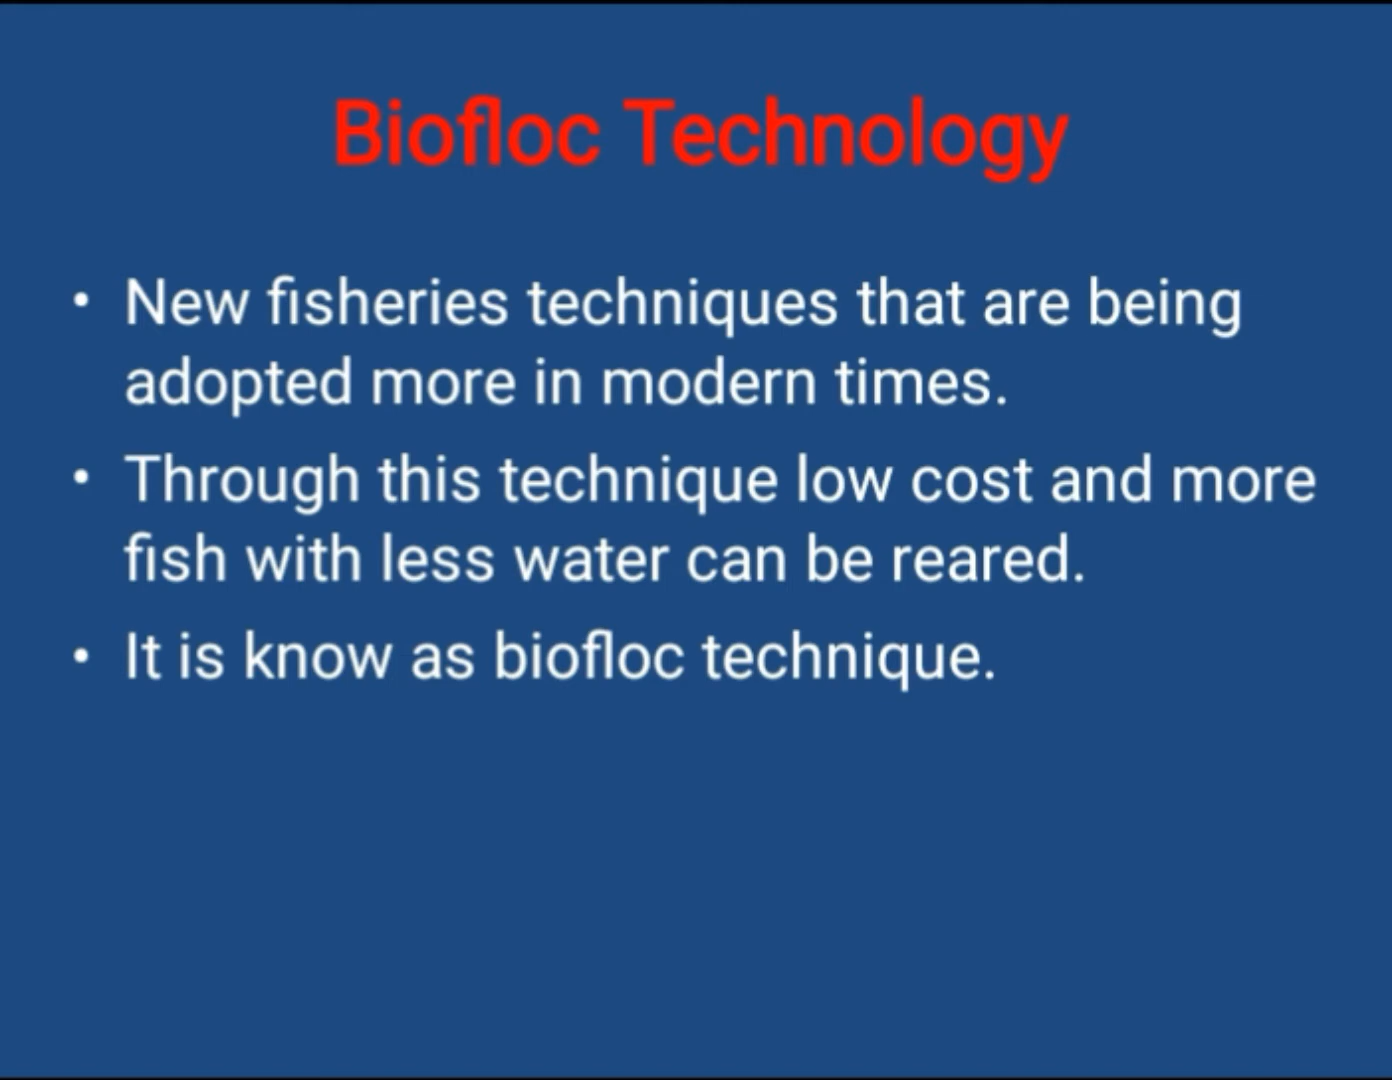 Biofloc Technology
• New fisheries techniques that are being
adopted more in modern times.
• Through this technique low cost and more
fish with less water can be reared.
• It is know as biofloc technique.